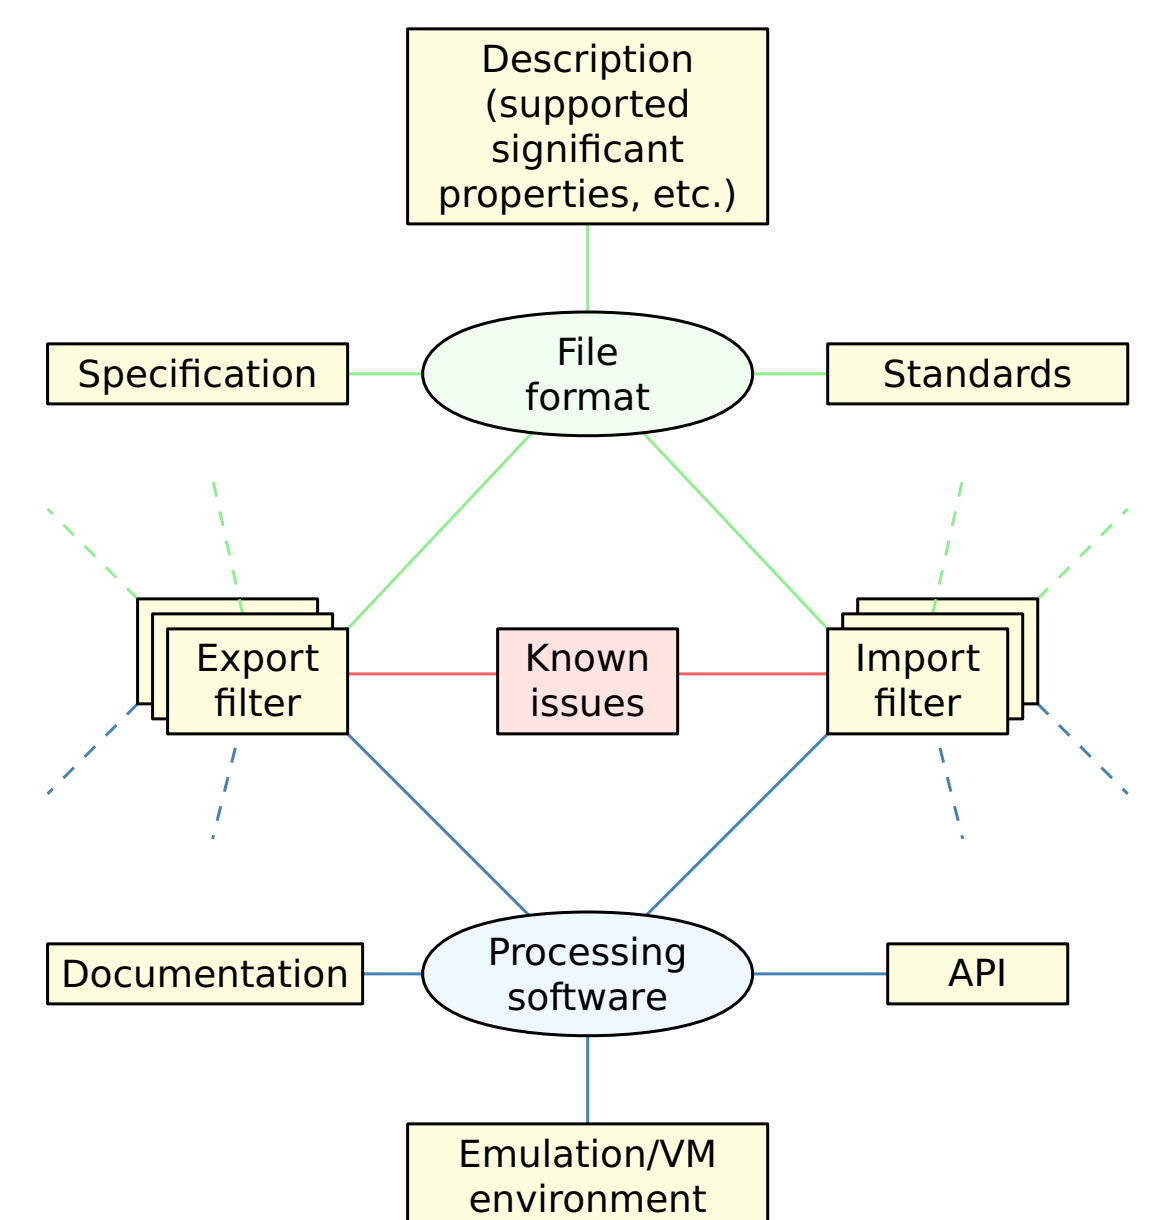 Description
(supported
significant
properties, etc.)
File
format
Specification
Standards
Export
filter
Known
issues
Import
filter
Processing
software
Documentation
API
Emulation/VM
environment